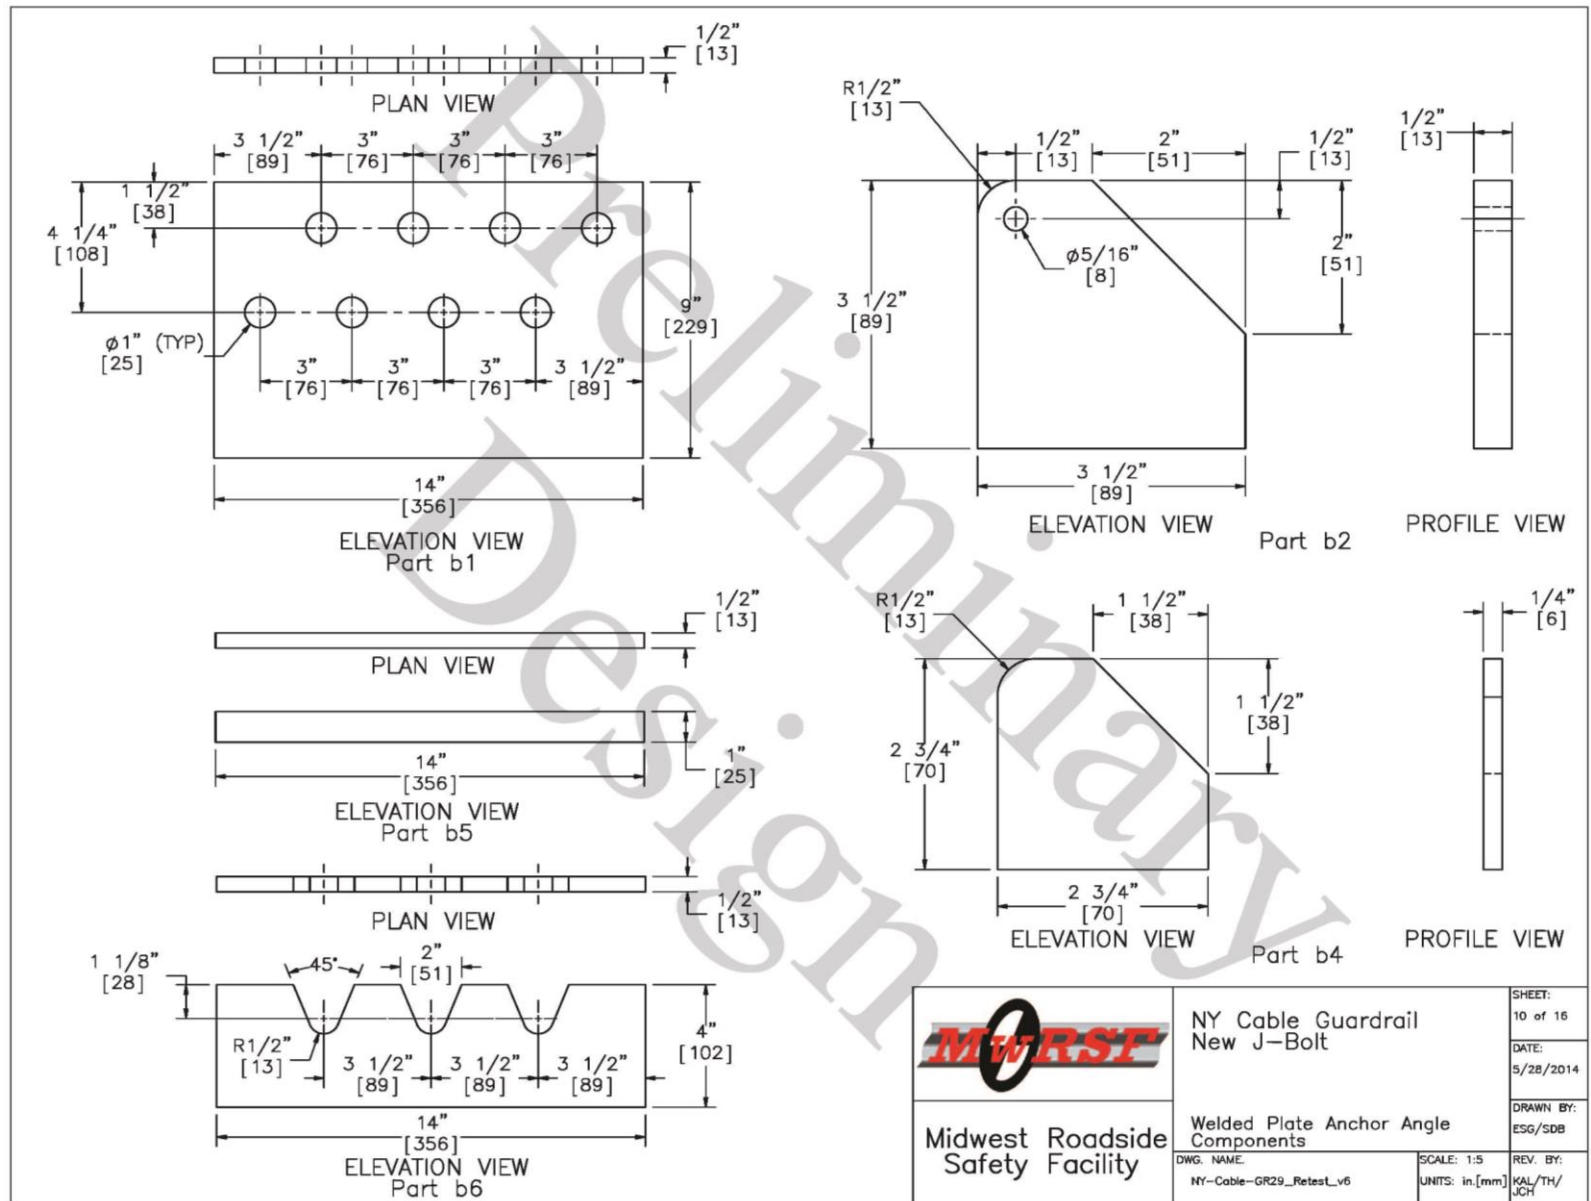 1/2"
[13]
PLAN VIEW
3 1/2"
[89]
3"
[76]
3"
[76]
3"
[76]
1 1/2"
[38]
4 1/4"
[108]
9"
[229]
ø1" (TYP)
[25]
3"
[76]
3"
[76]
3"
[76]
3 1/2"
[89]
14"
[356]
ELEVATION VIEW
Part b1
R1/2"
[13]
1/2"
[13]
2"
[51]
1/2"
[13]
1/2"
[13]
ø5/16"
[8]
2"
[51]
3 1/2"
[89]
3 1/2"
[89]
ELEVATION VIEW
Part b2
PROFILE VIEW
1/2"
[13]
PLAN VIEW
1"
[25]
14"
[356]
ELEVATION VIEW
Part b5
R1/2"
[13]
1 1/2"
[38]
1/4"
[6]
1 1/2"
[38]
2 3/4"
[70]
2 3/4"
[70]
ELEVATION VIEW
Part b4
PROFILE VIEW
1/2"
[13]
PLAN VIEW
1 1/8"
[28]
45°
2"
[51]
4"
[102]
R1/2"
[13]
3 1/2"
[89]
3 1/2"
[89]
3 1/2"
[89]
14"
[356]
ELEVATION VIEW
Part b6
Preliminary
Design
MwRSF
Midwest Roadside
Safety Facility
NY Cable Guardrail
New J-Bolt
Welded Plate Anchor Angle
Components
DWG. NAME.
NY-Cable-GR29_Retest_v6
SCALE: 1:5
UNITS: in.[mm]
SHEET:
10 of 16
DATE:
5/28/2014
DRAWN BY:
ESG/SDB
REV. BY:
KAL/TH/
JCH